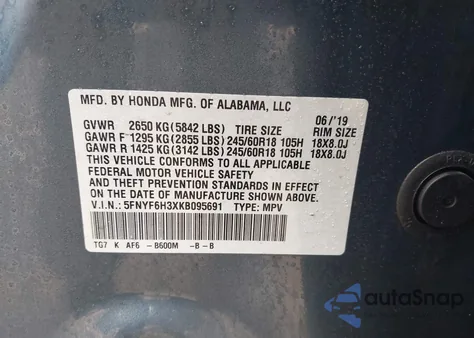 MFD. BY HONDA MFG. OF ALABAMA, LLC 06/'19
GVWR 2650 KG(5842 LBS) TIRE SIZE RIM SIZE
GAWR F 1295 KG(2855 LBS) 245/60R18 105H 18X8.0J
GAWR R 1425 KG(3142 LBS) 245/60R18 105H 18X8.0J
THIS VEHICLE CONFORMS TO ALL APPLICABLE
FEDERAL MOTOR VEHICLE SAFETY
AND THEFT PREVENTION STANDARDS IN EFFECT
ON THE DATE OF MANUFACTURE SHOWN ABOVE.
V.I.N.: 5FNYF6H3XKB095691 TYPE: MPV
TG7 K AF6 -B600M -B-B
autoSnap